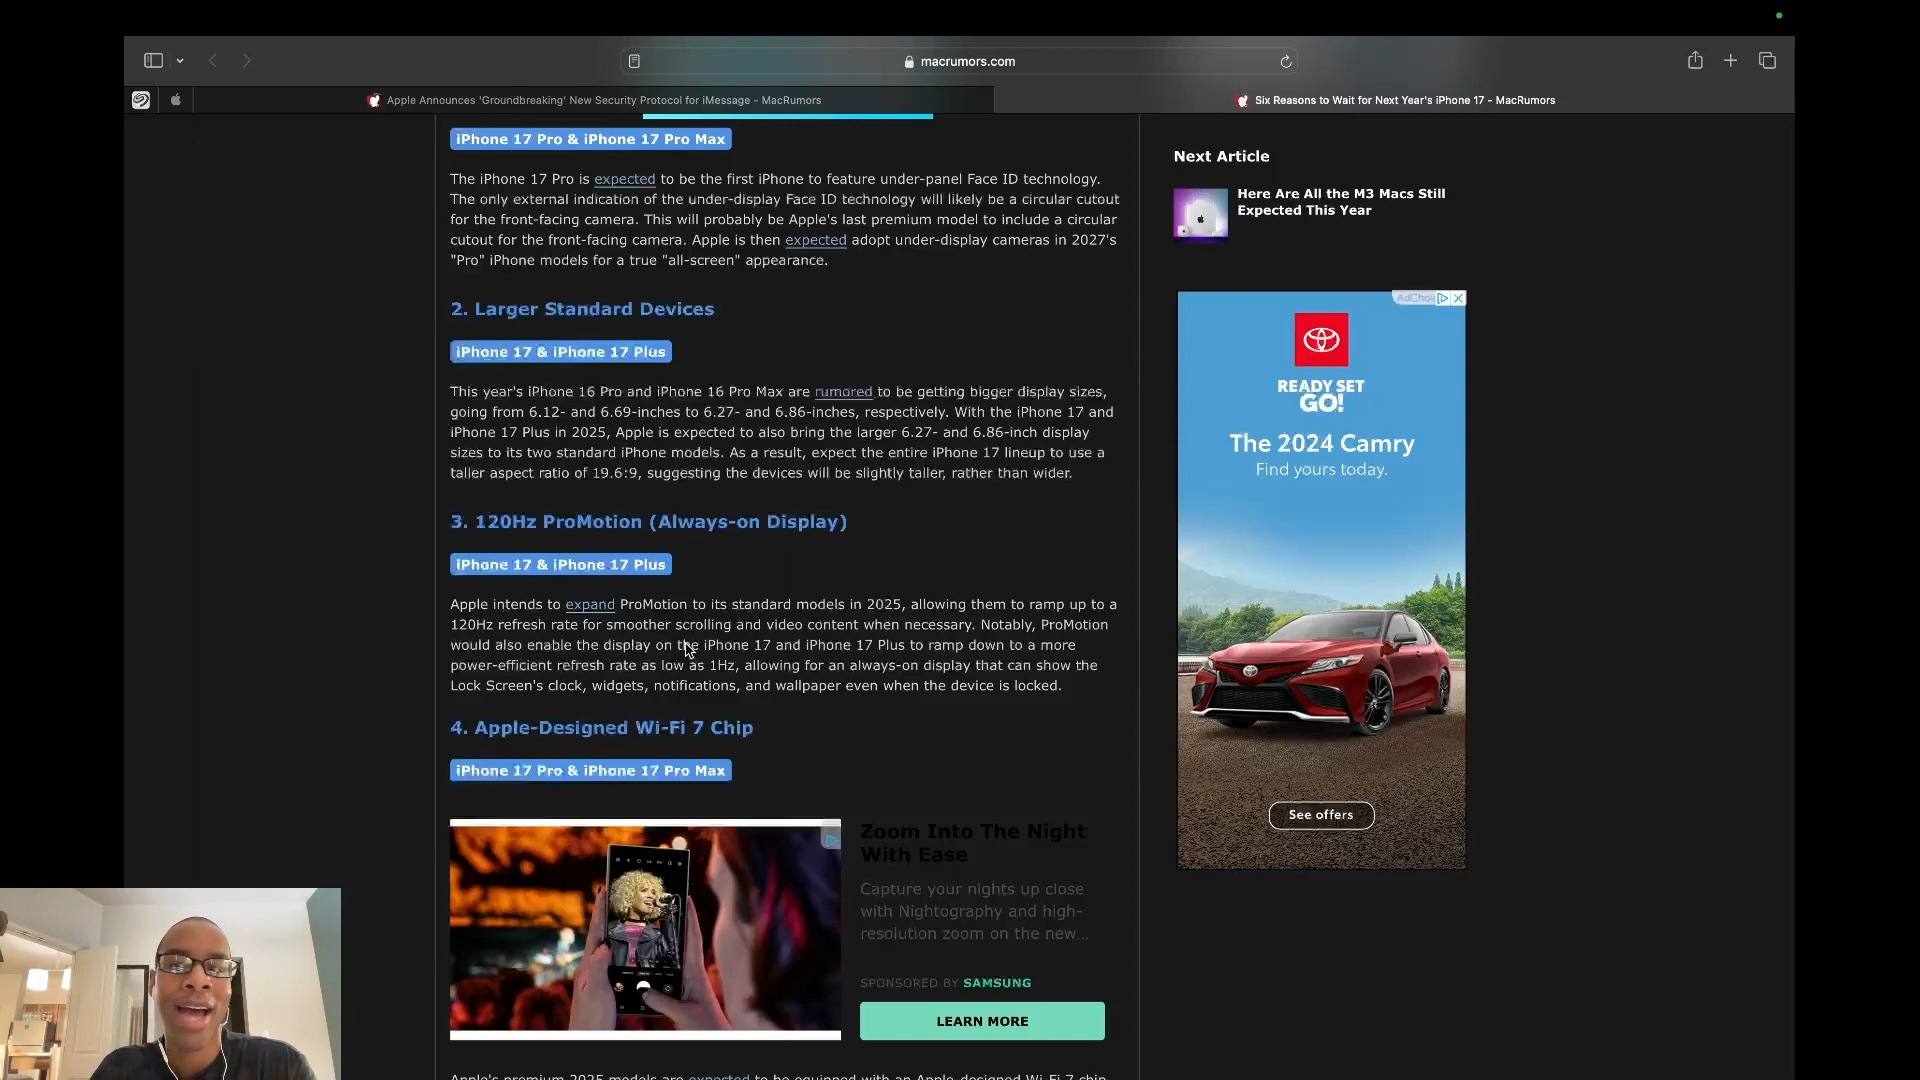 macrumors.com
Apple Announces 'Groundbreaking' New Security Protocol for iMessage - MacRumors
Six Reasons to Wait for Next Year's iPhone 17 - MacRumors
iPhone 17 Pro & iPhone 17 Pro Max
The iPhone 17 Pro is expected to be the first iPhone to feature under-panel Face ID technology.
The only external indication of the under-display Face ID technology will likely be a circular cutout
for the front-facing camera. This will probably be Apple's last premium model to include a circular
cutout for the front-facing camera. Apple is then expected adopt under-display cameras in 2027's
"Pro" iPhone models for a true "all-screen" appearance.
2. Larger Standard Devices
iPhone 17 & iPhone 17 Plus
This year's iPhone 16 Pro and iPhone 16 Pro Max are rumored to be getting bigger display sizes,
going from 6.12- and 6.69-inches to 6.27- and 6.86-inches, respectively. With the iPhone 17 and
iPhone 17 Plus in 2025, Apple is expected to also bring the larger 6.27- and 6.86-inch display
sizes to its two standard iPhone models. As a result, expect the entire iPhone 17 lineup to use a
taller aspect ratio of 19.6:9, suggesting the devices will be slightly taller, rather than wider.
3. 120Hz ProMotion (Always-on Display)
iPhone 17 & iPhone 17 Plus
Apple intends to expand ProMotion to its standard models in 2025, allowing them to ramp up to a
120Hz refresh rate for smoother scrolling and video content when necessary. Notably, ProMotion
would also enable the display on the iPhone 17 and iPhone 17 Plus to ramp down to a more
power-efficient refresh rate as low as 1Hz, allowing for an always-on display that can show the
Lock Screen's clock, widgets, notifications, and wallpaper even when the device is locked.
4. Apple-Designed Wi-Fi 7 Chip
iPhone 17 Pro & iPhone 17 Pro Max
Zoom Into The Night
With Ease
Capture your nights up close
with Nightography and high-
resolution zoom on the new...
SPONSORED BY SAMSUNG
LEARN MORE
Apple's premium 2025 models are expected to be equipped with an Apple-designed Wi-Fi 7 chip
Next Article
Here Are All the M3 Macs Still
Expected This Year
READY SET
GO!
The 2024 Camry
Find yours today.
See offers